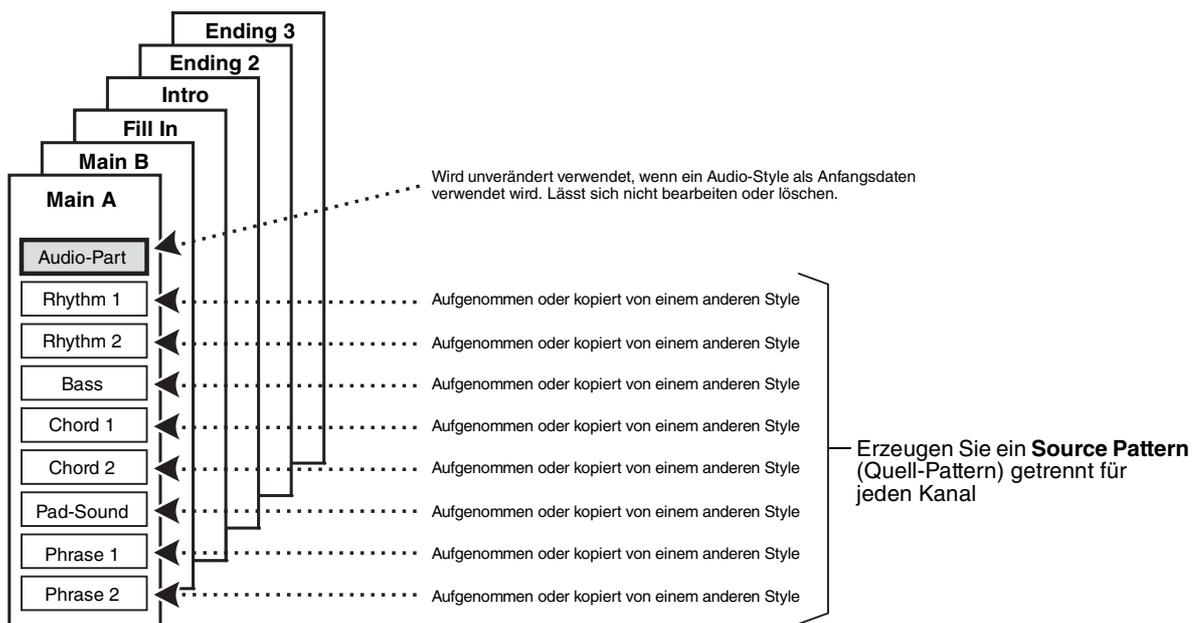 Ending 3
Ending 2
Intro
Fill In
Main B
Main A
Wird unverändert verwendet, wenn ein Audio-Style als Anfangsdaten
verwendet wird. Lässt sich nicht bearbeiten oder löschen.
Audio-Part
Rhythm 1
Aufgenommen oder kopiert von einem anderen Style
Rhythm 2
Aufgenommen oder kopiert von einem anderen Style
Bass
Aufgenommen oder kopiert von einem anderen Style
Chord 1
Aufgenommen oder kopiert von einem anderen Style
Chord 2
Aufgenommen oder kopiert von einem anderen Style
Pad-Sound
Aufgenommen oder kopiert von einem anderen Style
Phrase 1
Aufgenommen oder kopiert von einem anderen Style
Phrase 2
Aufgenommen oder kopiert von einem anderen Style
Erzeugen Sie ein Source Pattern
(Quell-Pattern) getrennt für
jeden Kanal